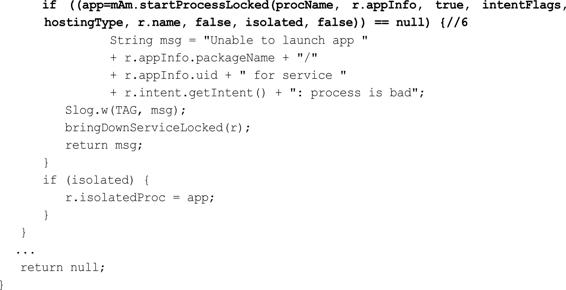 if ((app=mAm.startProcessLocked(procName, r.appInfo, true, intentFlags,
hostingType, r.name, false, isolated, false)) == null) {//6
String msg = "Unable to launch app "
+ r.appInfo.packageName + "/"
+ r.appInfo.uid + " for service "
+ r.intent.getIntent() + ": process is bad";
Slog.w(TAG, msg);
bringDownServiceLocked(r);
return msg;
}
if (isolated) {
r.isolatedProc = app;
}
}
...
return null;
}